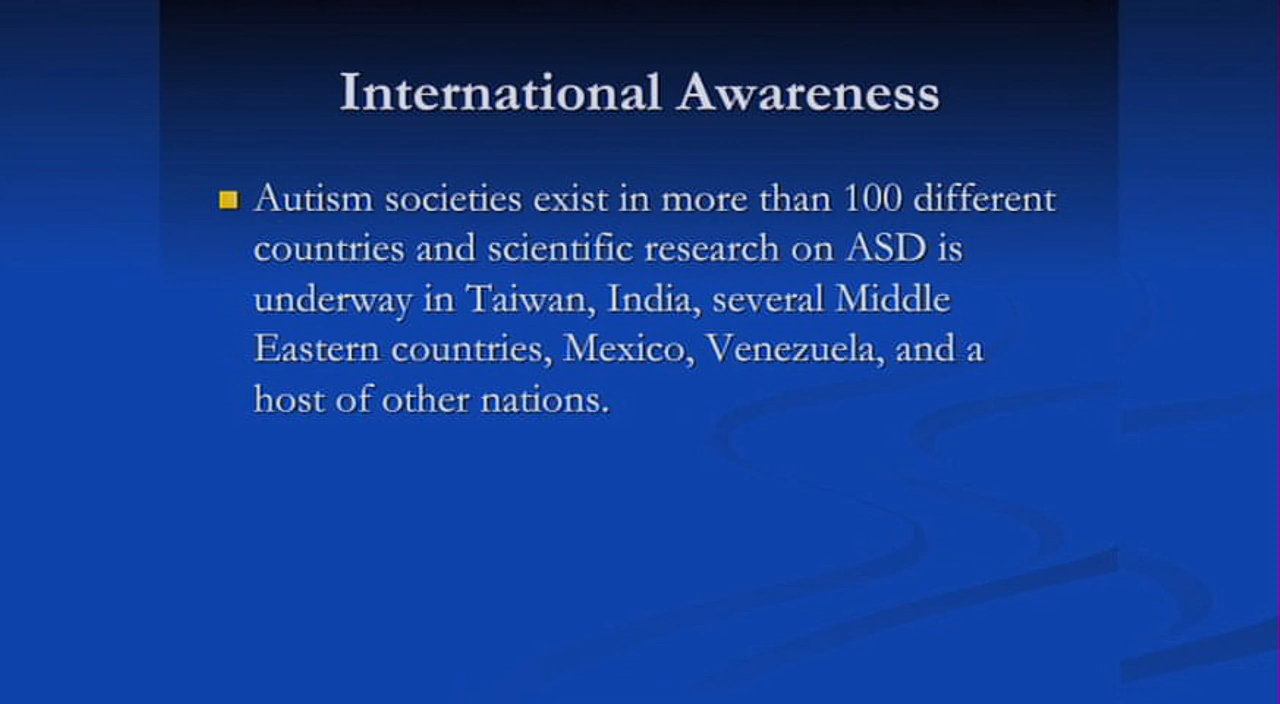 International Awareness
Autism societies exist in more than 100 different
countries and scientific research on ASD is
underway in Taiwan, India, several Middle
Eastern countries, Mexico, Venezuela, and a
host of other nations.